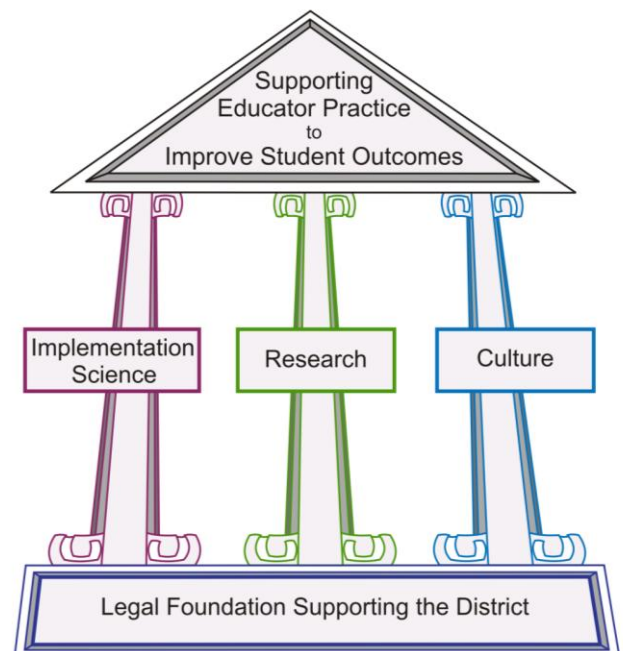 Supporting
Educator Practice
to
Improve Student Outcomes
Implementation
Science
Research
Culture
Legal Foundation Supporting the District